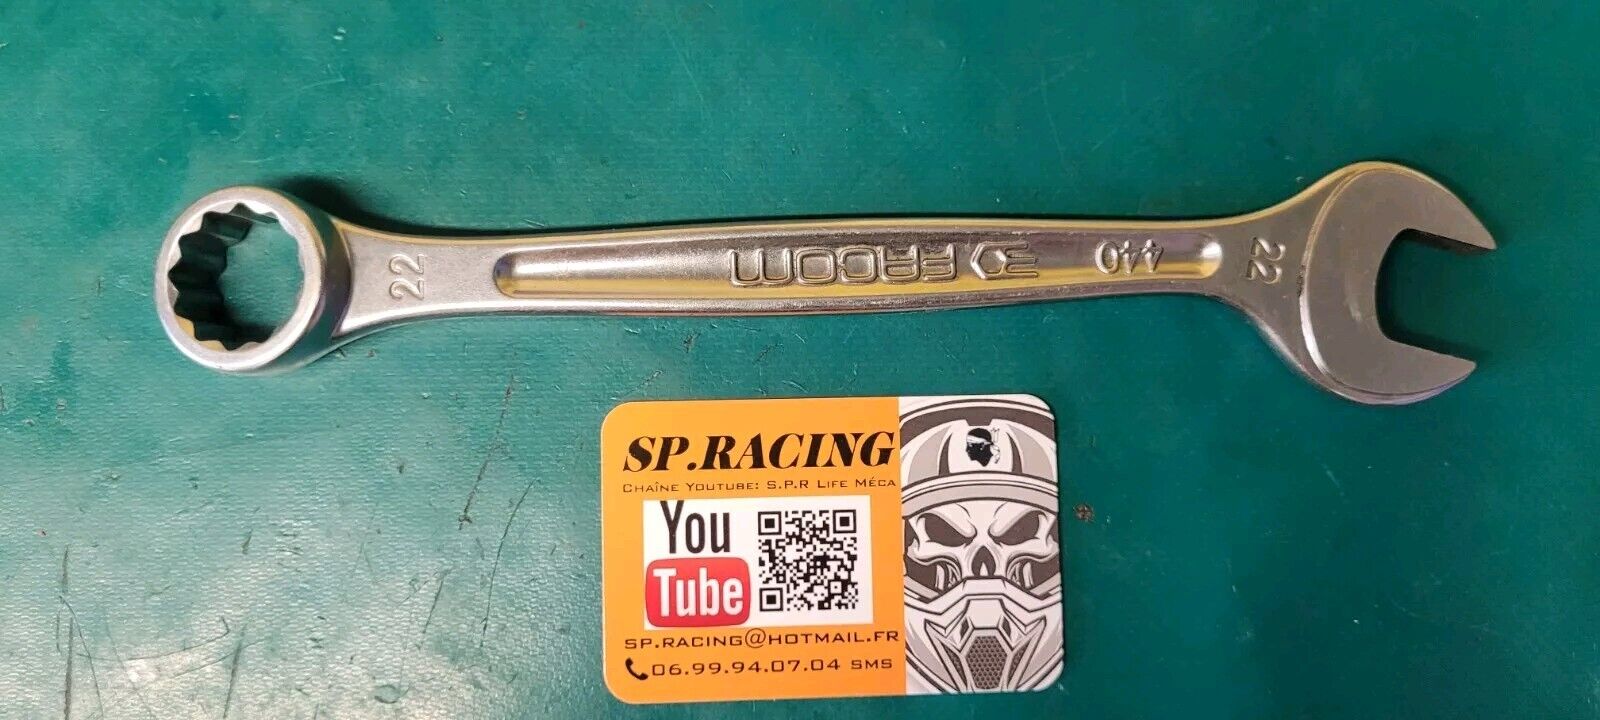 22
FACOM
440
22
SP.RACING
CHAÎNE YOUTUBE: S.P.R LIFE MÉCA
You
Tube
SP.RACING@HOTMAIL.FR
06.99.94.07.04 SMS